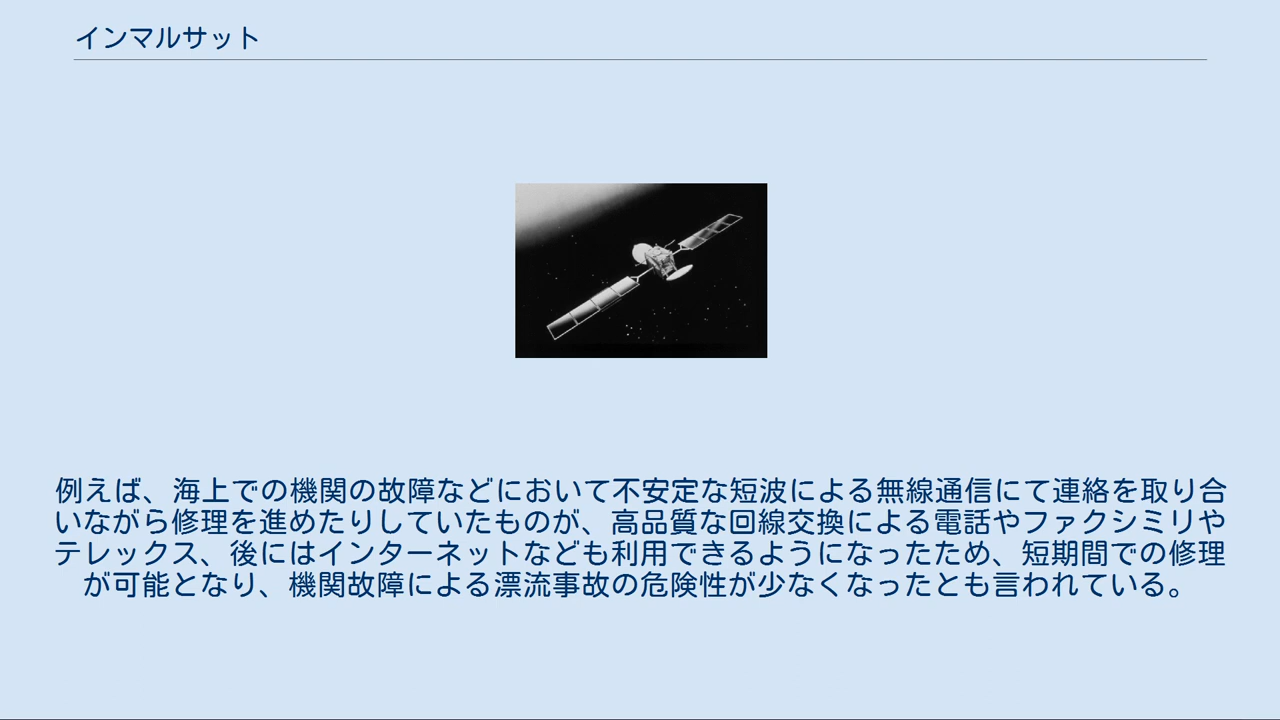 インマルサット
例えば、海上での機関の故障などにおいて不安定な短波による無線通信にて連絡を取り合
いながら修理を進めたりしていたものが、高品質な回線交換による電話やファクシミリや
テレックス、後にはインターネットなども利用できるようになったため、短期間での修理
が可能となり、機関故障による漂流事故の危険性が少なくなったとも言われている。